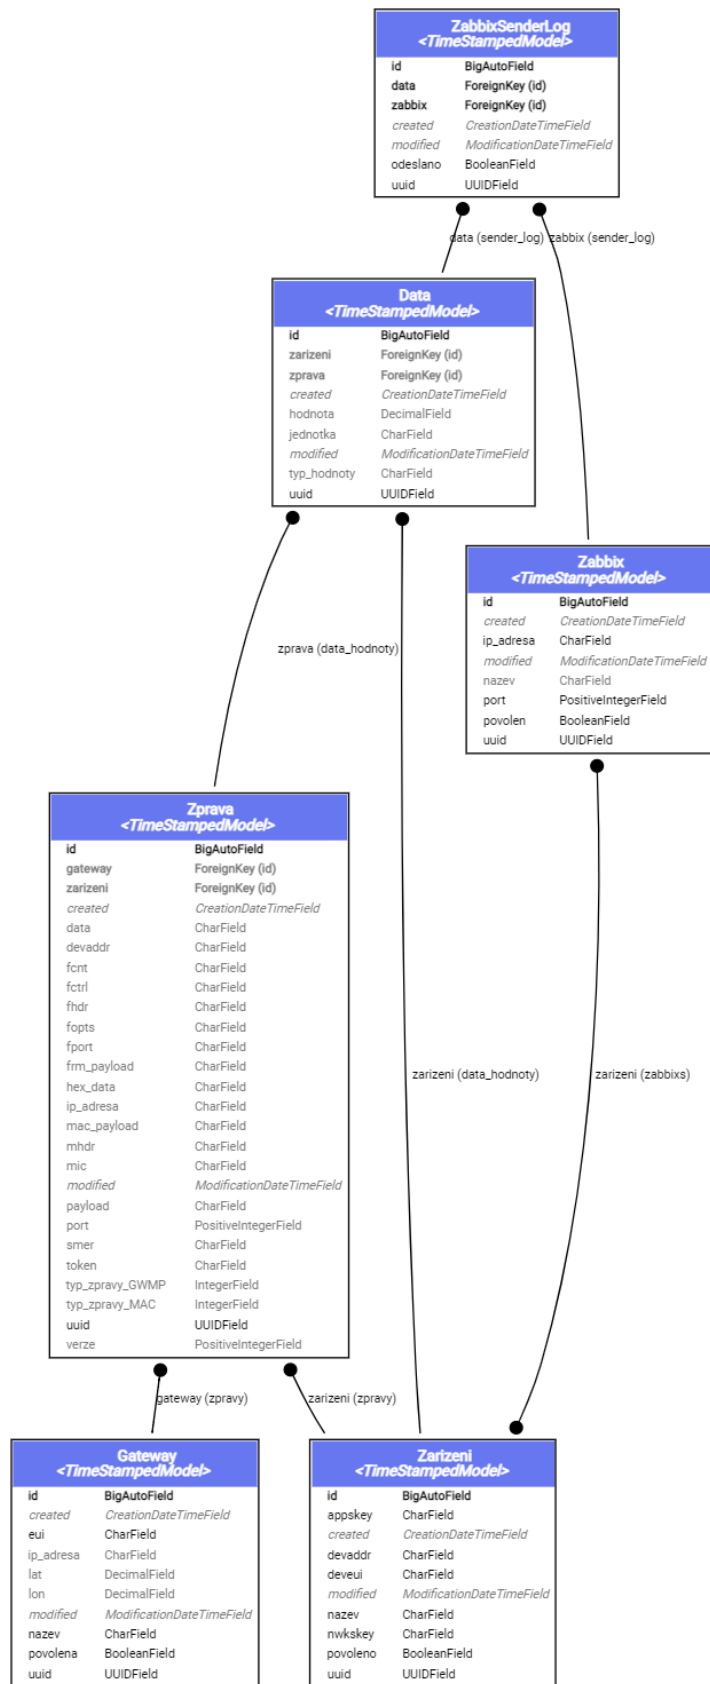 ZabbixSenderLog
<TimeStampedModel>
id BigAutoField
data ForeignKey (id)
zabbix ForeignKey (id)
created CreationDateTimeField
modified ModificationDateTimeField
odeslano BooleanField
uuid UUIDField
data (sender_log)
zabbix (sender_log)
Data
<TimeStampedModel>
id BigAutoField
zarizeni ForeignKey (id)
zprava ForeignKey (id)
created CreationDateTimeField
hodnota DecimalField
jednotka CharField
modified ModificationDateTimeField
typ_hodnoty CharField
uuid UUIDField
Zabbix
<TimeStampedModel>
id BigAutoField
created CreationDateTimeField
ip_adresa CharField
modified ModificationDateTimeField
nazev CharField
port PositiveIntegerField
povolen BooleanField
uuid UUIDField
zprava (data_hodnoty)
Zprava
<TimeStampedModel>
id BigAutoField
gateway ForeignKey (id)
zarizeni ForeignKey (id)
created CreationDateTimeField
data CharField
devaddr CharField
fcnt CharField
fctrl CharField
fhdr CharField
fopts CharField
fport CharField
frm_payload CharField
hex_data CharField
ip_adresa CharField
mac_payload CharField
mhdr CharField
mic CharField
modified ModificationDateTimeField
payload CharField
port PositiveIntegerField
smer CharField
token CharField
typ_zpravy_GWMP IntegerField
typ_zpravy_MAC IntegerField
uuid UUIDField
verze PositiveIntegerField
zarizeni (data_hodnoty)
zarizeni (zabbixs)
gateway (zpravy)
zarizeni (zpravy)
Gateway
<TimeStampedModel>
id BigAutoField
created CreationDateTimeField
eui CharField
ip_adresa CharField
lat DecimalField
lon DecimalField
modified ModificationDateTimeField
nazev CharField
povolena BooleanField
uuid UUIDField
Zarizeni
<TimeStampedModel>
id BigAutoField
appskey CharField
created CreationDateTimeField
devaddr CharField
deveui CharField
modified ModificationDateTimeField
nazev CharField
nwkskey CharField
povoleno BooleanField
uuid UUIDField